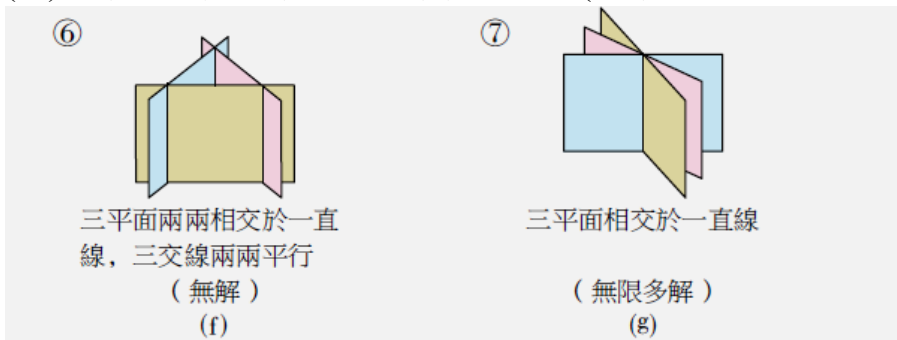 ⑥
⑦
三平面兩兩相交於一直
線，三交線兩兩平行
（無解）
(f)
三平面相交於一直線
（無限多解）
(g)